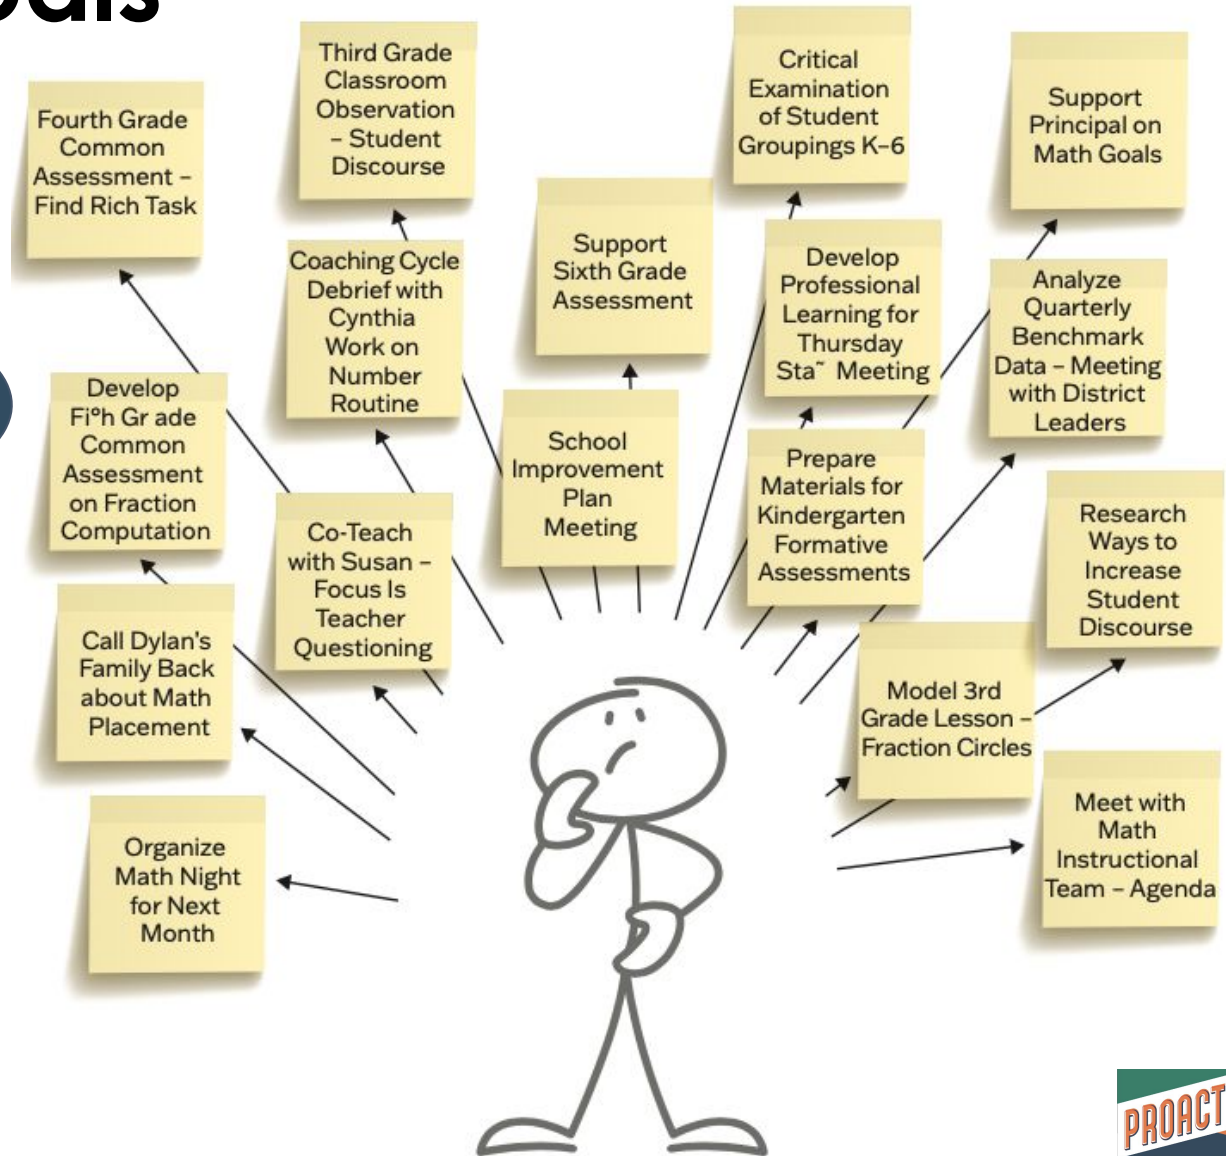 Third Grade
Classroom
Observation
– Student
Discourse
Critical
Examination
of Student
Groupings K–6
Support
Principal on
Math Goals
Fourth Grade
Common
Assessment –
Find Rich Task
Support
Sixth Grade
Assessment
Coaching Cycle
Debrief with
Cynthia
Work on
Number
Routine
Develop
Professional
Learning for
Thursday
Sta˜ Meeting
Analyze
Quarterly
Benchmark
Data – Meeting
with District
Leaders
Develop
Fi°h Gr ade
Common
Assessment
on Fraction
Computation
School
Improvement
Plan
Meeting
Prepare
Materials for
Kindergarten
Formative
Assessments
Research
Ways to
Increase
Student
Discourse
Co-Teach
with Susan –
Focus Is
Teacher
Questioning
Call Dylan's
Family Back
about Math
Placement
Model 3rd
Grade Lesson –
Fraction Circles
Organize
Math Night
for Next
Month
Meet with
Math
Instructional
Team – Agenda
PROACT